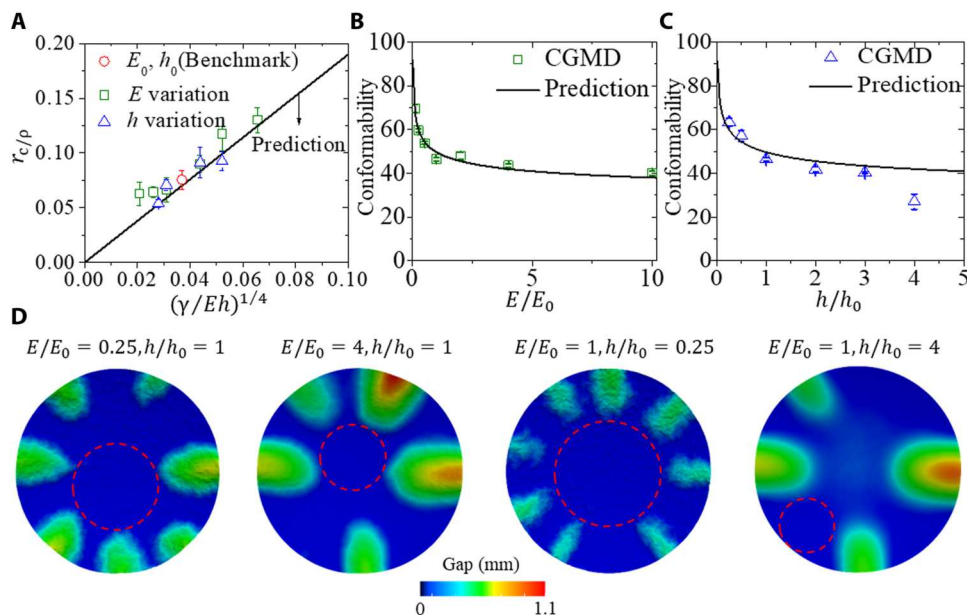 A
0.20
0.15
0.10
0.05
0.00
0.00 0.02 0.04 0.06 0.08 0.10
r_c/ρ
(γ/Eh)^{1/4}
E_0, h_0(Benchmark)
E variation
h variation
Prediction
B
100
80
60
40
20
0
0 5 10
Conformability
E/E_0
CGMD
Prediction
C
100
80
60
40
20
0
0 1 2 3 4 5
Conformability
h/h_0
CGMD
Prediction
D
E/E_0 = 0.25, h/h_0 = 1
E/E_0 = 4, h/h_0 = 1
E/E_0 = 1, h/h_0 = 0.25
E/E_0 = 1, h/h_0 = 4
Gap (mm)
0 1.1